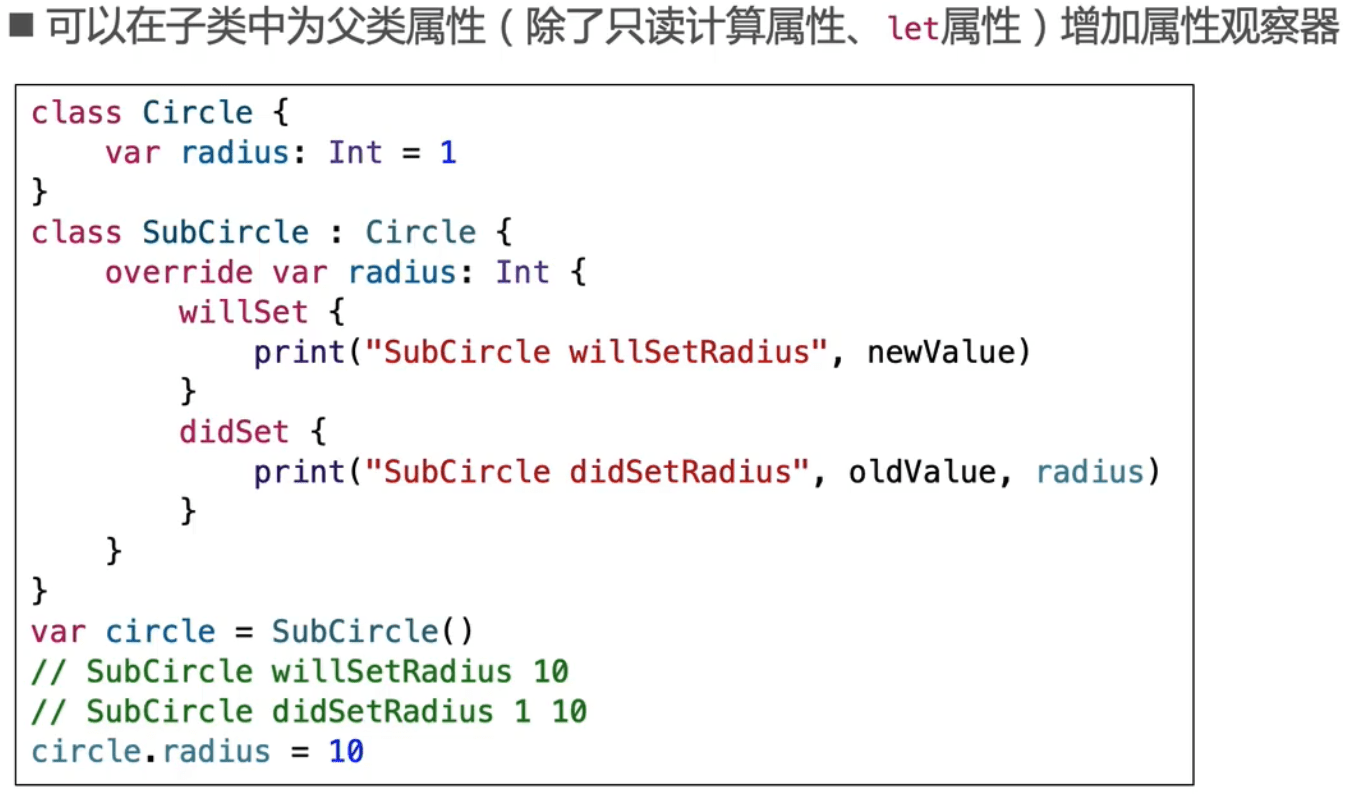 ■ 可以在子类中为父类属性（除了只读计算属性、let属性）增加属性观察器
class Circle {
    var radius: Int = 1
}
class SubCircle : Circle {
    override var radius: Int {
        willSet {
            print("SubCircle willSetRadius", newValue)
        }
        didSet {
            print("SubCircle didSetRadius", oldValue, radius)
        }
    }
}
var circle = SubCircle()
// SubCircle willSetRadius 10
// SubCircle didSetRadius 1 10
circle.radius = 10